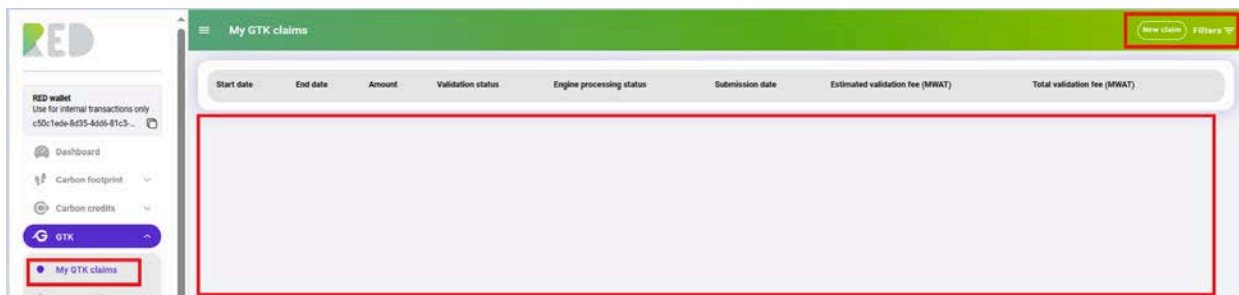 RED
My GTK claims
New claim
Filters
Start date End date Amount Validation status Engine processing status Submission date Estimated validation fee (MWAT) Total validation fee (MWAT)
RED wallet
Use for internal transactions only
c50c1ede-8d35-4dd6-81c3-...
Dashboard
Carbon footprint
Carbon credits
GTK
My GTK claims